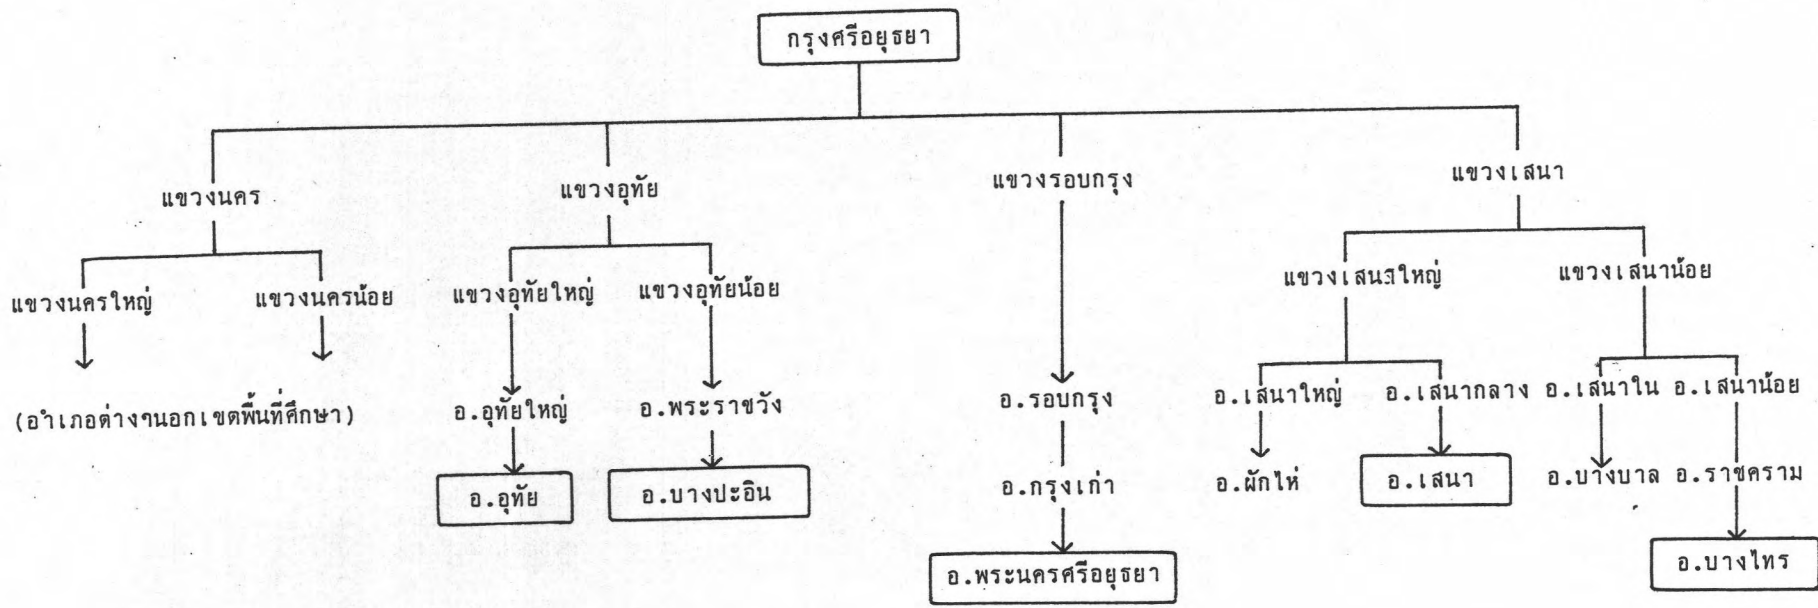 กรุงศรีอยุธยา
แขวงนคร
แขวงอุทัย
แขวงรอบกรุง
แขวงเสนา
แขวงนครใหญ่
แขวงนครน้อย
แขวงอุทัยใหญ่
แขวงอุทัยน้อย
แขวงเสนาใหญ่
แขวงเสนาน้อย
(อำเภอต่างๆนอกเขตพื้นที่ศึกษา)
อ.อุทัยใหญ่
อ.พระราชวัง
อ.รอบกรุง
อ.เสนาใหญ่
อ.เสนากลาง
อ.เสนาใน
อ.เสนาน้อย
อ.อุทัย
อ.บางปะอิน
อ.กรุงเก่า
อ.ผักไห่
อ.เสนา
อ.บางบาล
อ.ราชคราม
อ.พระนครศรีอยุธยา
อ.บางไทร